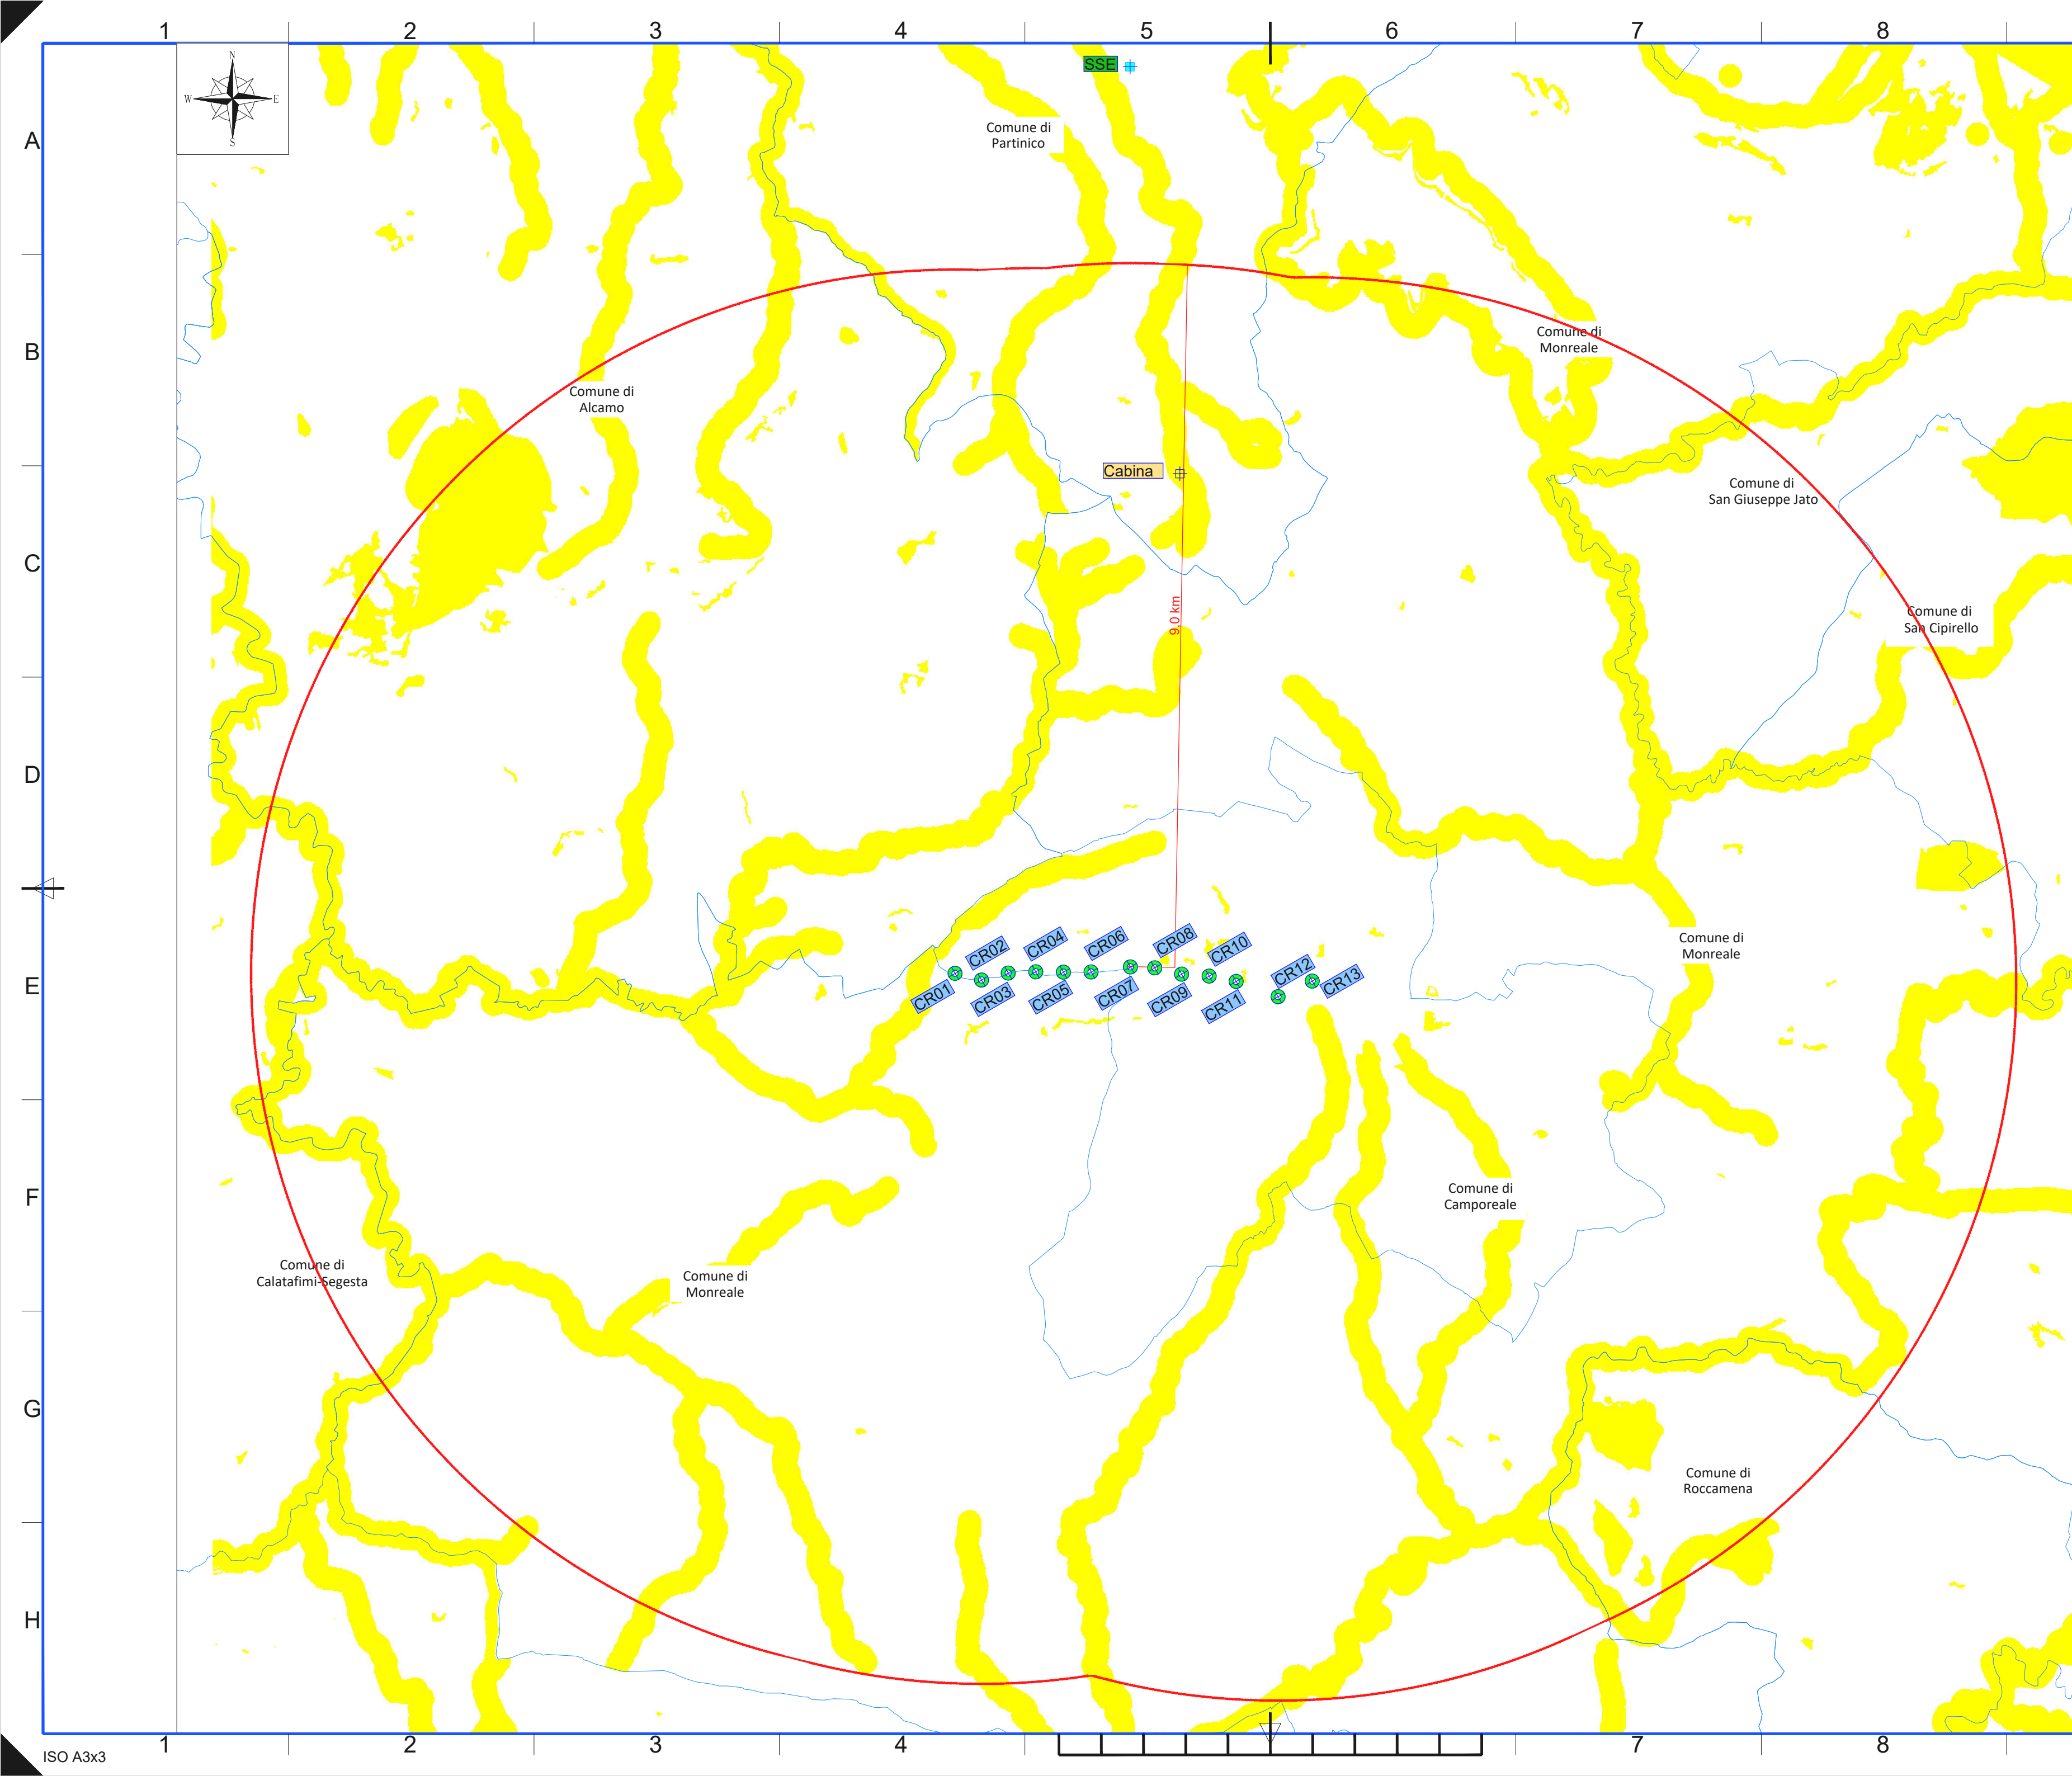 1 2 3 4 5 6 7 8
N
W E
S
SSE
A
Comune di
Partinico
B
Comune di
Monreale
Comune di
Alcamo
Cabina
Comune di
San Giuseppe Jato
C
9,0 km
Comune di
San Cipirello
D
CR02 CR04 CR06 CR08 CR10
Comune di
Monreale
E
CR12 CR13
CR01 CR03 CR05 CR07 CR09 CR11
F
Comune di
Camporeale
Comune di
Calatafimi-Segesta
Comune di
Monreale
G
Comune di
Roccamena
H
1 2 3 4 5 6 7 8
ISO A3x3